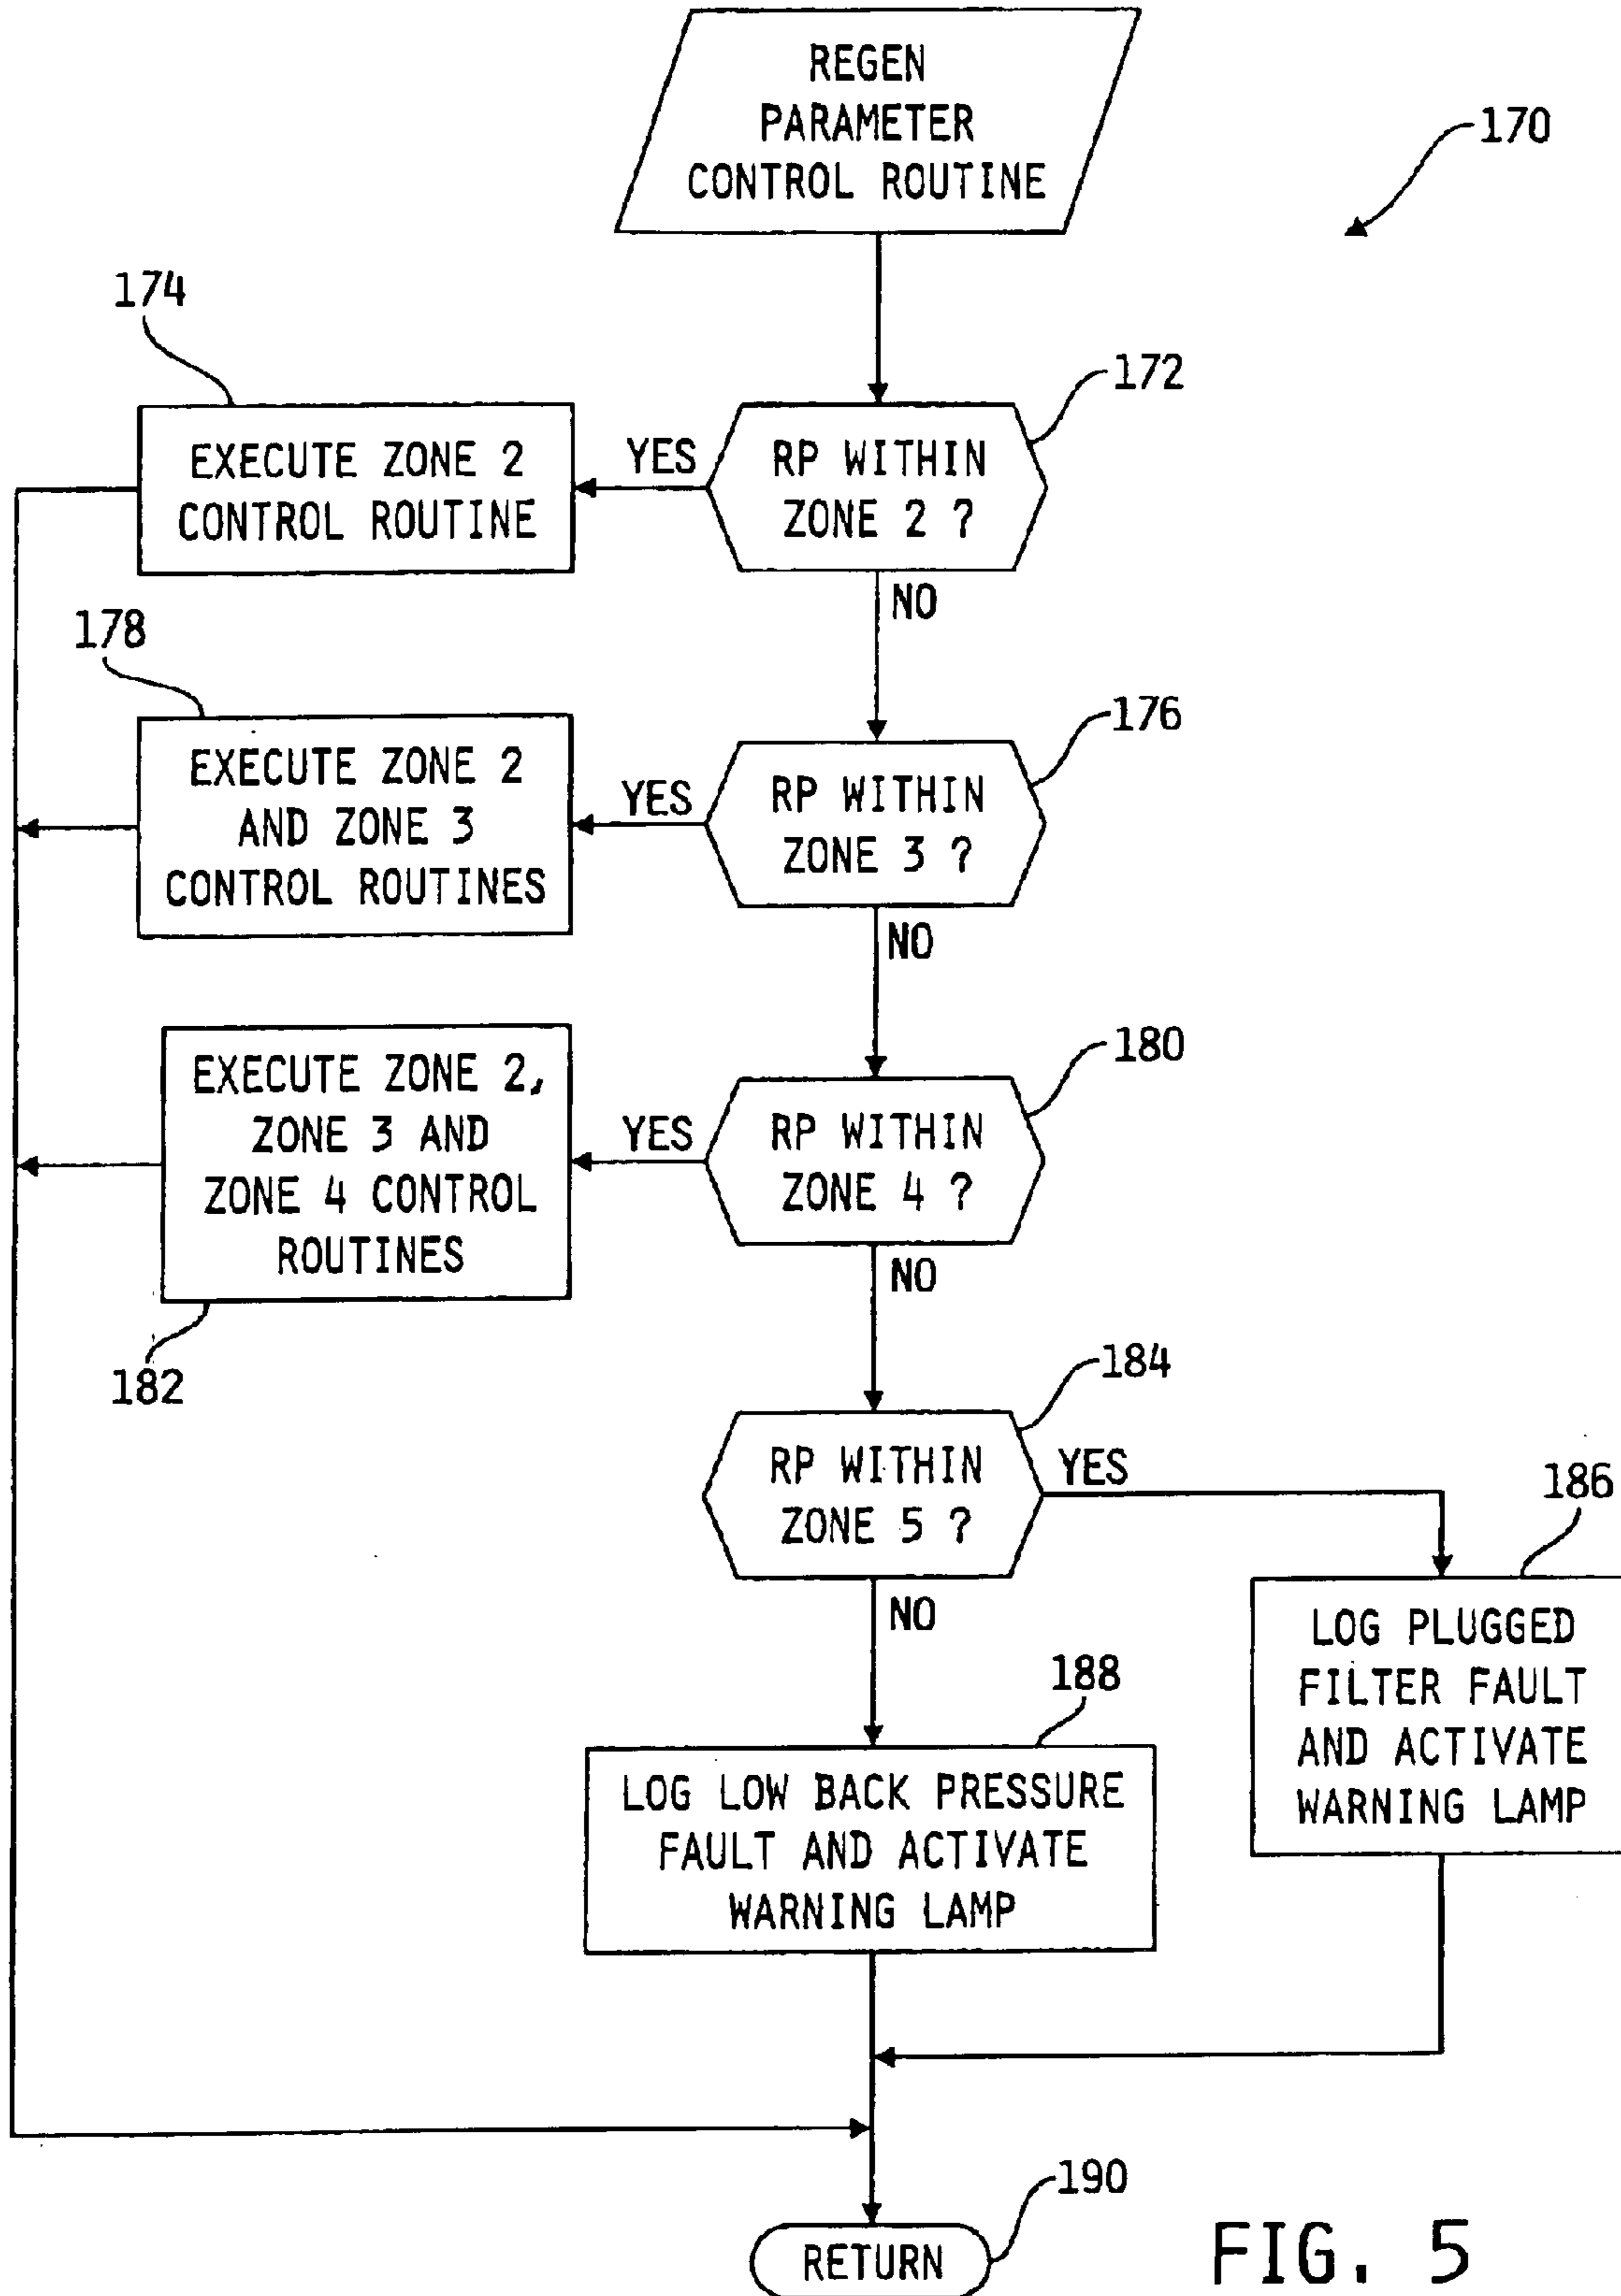 REGEN
PARAMETER
CONTROL ROUTINE
170
174
172
EXECUTE ZONE 2
CONTROL ROUTINE
YES
RP WITHIN
ZONE 2 ?
NO
178
176
EXECUTE ZONE 2
AND ZONE 3
CONTROL ROUTINES
YES
RP WITHIN
ZONE 3 ?
NO
180
EXECUTE ZONE 2,
ZONE 3 AND
ZONE 4 CONTROL
ROUTINES
YES
RP WITHIN
ZONE 4 ?
NO
182
184
RP WITHIN
ZONE 5 ?
YES
NO
186
LOG PLUGGED
FILTER FAULT
AND ACTIVATE
WARNING LAMP
188
LOG LOW BACK PRESSURE
FAULT AND ACTIVATE
WARNING LAMP
190
RETURN
FIG. 5